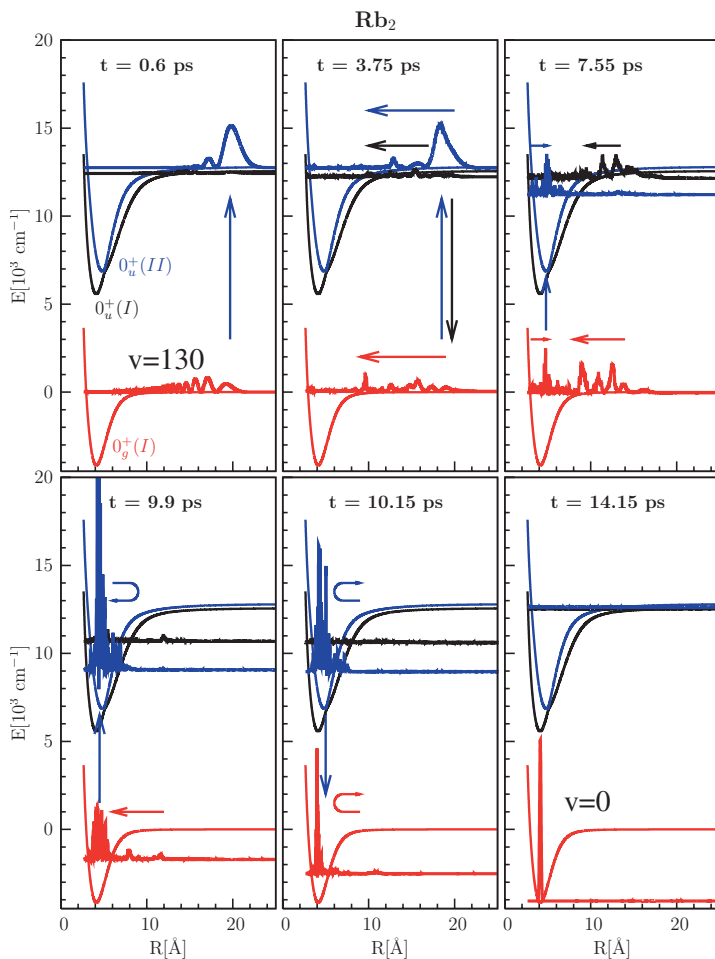 Rb₂
20
15
10
5
0
E[10³ cm⁻¹]
t = 0.6 ps
t = 3.75 ps
t = 7.55 ps
0ᵤ⁺(II)
0ᵤ⁺(I)
v=130
0g⁺(I)
20
15
10
5
0
E[10³ cm⁻¹]
t = 9.9 ps
t = 10.15 ps
t = 14.15 ps
v=0
0 10 20
0 10 20
0 10 20
R[Å]
R[Å]
R[Å]